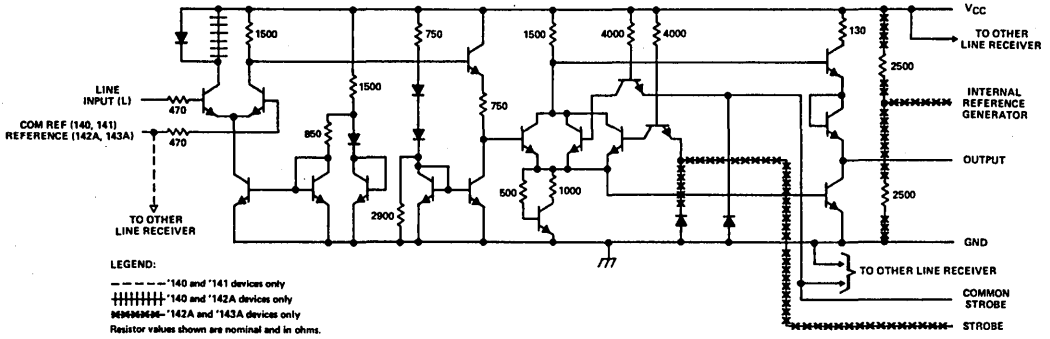 VCC
TO OTHER
LINE RECEIVER
130
1500
750
1500
4000
4000
1500
750
2500
LINE
INPUT (L)
470
INTERNAL
REFERENCE
GENERATOR
COM REF (140, 141)
REFERENCE (142A, 143A)
470
850
OUTPUT
500
1000
2500
2900
TO OTHER
LINE RECEIVER
GND
TO OTHER LINE RECEIVER
COMMON
STROBE
STROBE
LEGEND:
'140 and '141 devices only
'140 and '142A devices only
'142A and '143A devices only
Resistor values shown are nominal and in ohms.